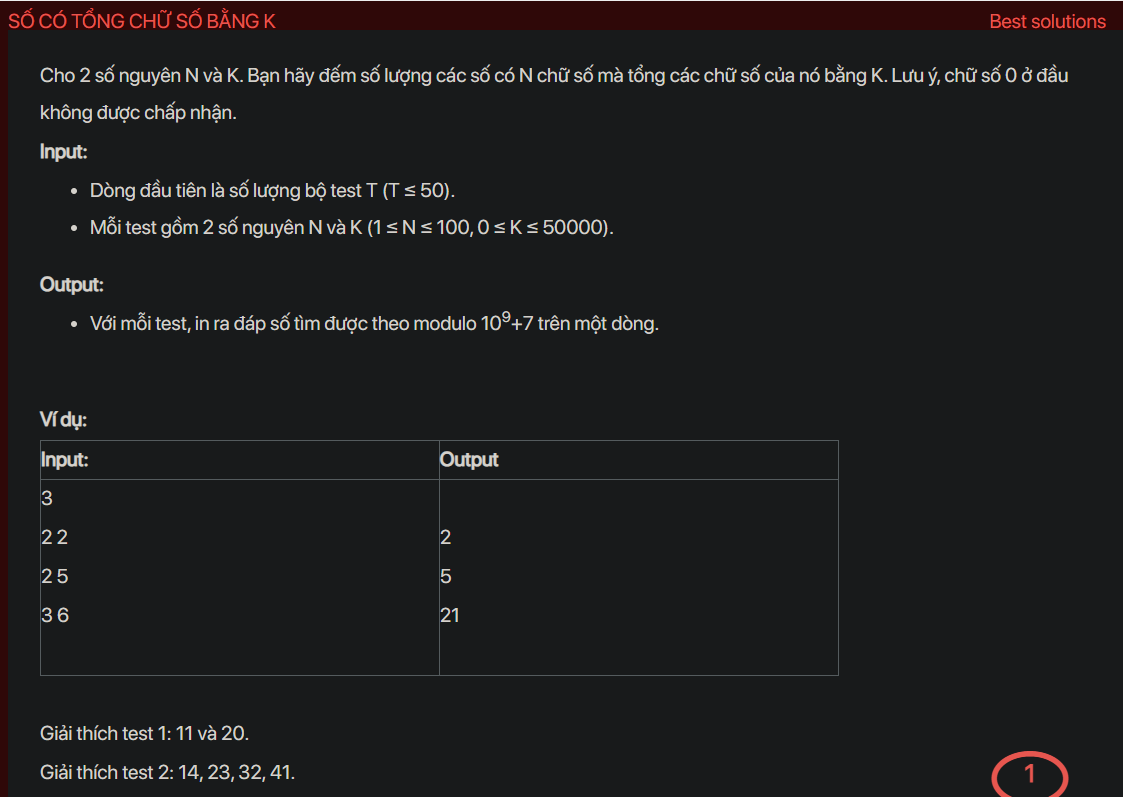 SỐ CÓ TỔNG CHỮ SỐ BẰNG K
Best solutions
Cho 2 số nguyên N và K. Bạn hãy đếm số lượng các số có N chữ số mà tổng các chữ số của nó bằng K. Lưu ý, chữ số 0 ở đầu
không được chấp nhận.
Input:
• Dòng đầu tiên là số lượng bộ test T (T ≤ 50).
• Mỗi test gồm 2 số nguyên N và K (1 ≤ N ≤ 100, 0 ≤ K ≤ 50000).
Output:
• Với mỗi test, in ra đáp số tìm được theo modulo 10⁹+7 trên một dòng.
Ví dụ:
Input: Output
3
2 2 2
2 5 5
3 6 21
Giải thích test 1: 11 và 20.
Giải thích test 2: 14, 23, 32, 41.
1